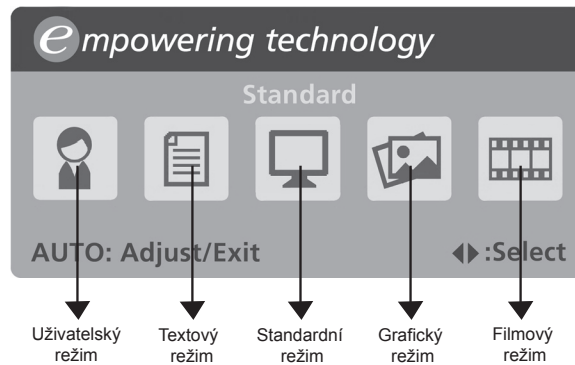 empowering technology
Standard
AUTO: Adjust/Exit
:Select
Uživatelský
režim
Textový
režim
Standardní
režim
Grafický
režim
Filmový
režim